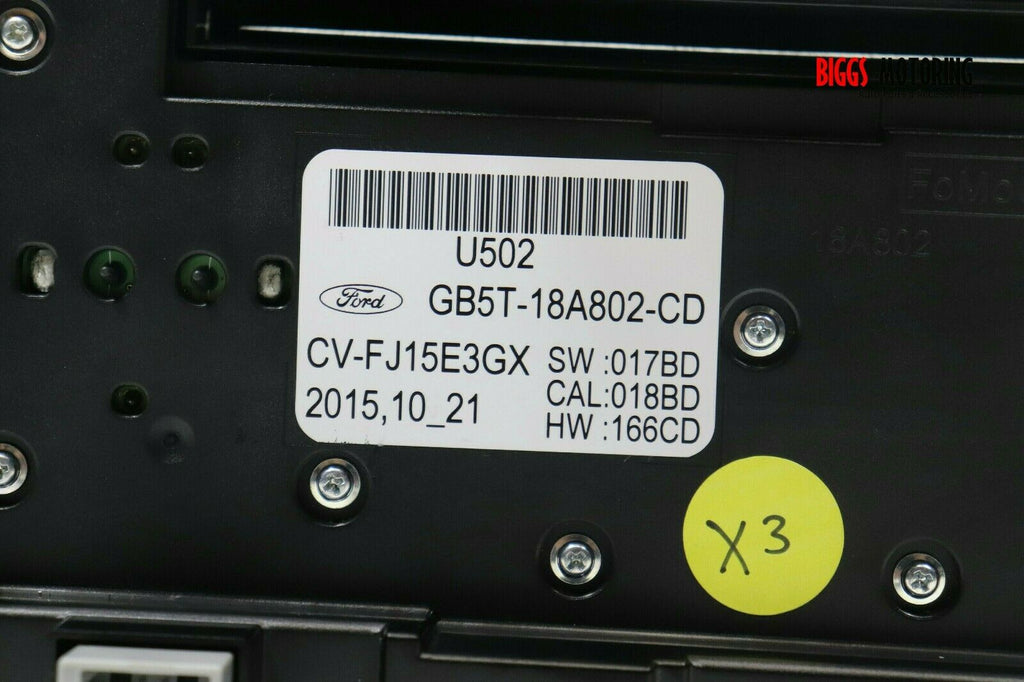 BIGGS MOTORING
FoMo
18A802
U502
Ford GB5T-18A802-CD
CV-FJ15E3GX SW :017BD
CAL:018BD
2015,10_21
HW :166CD
X3